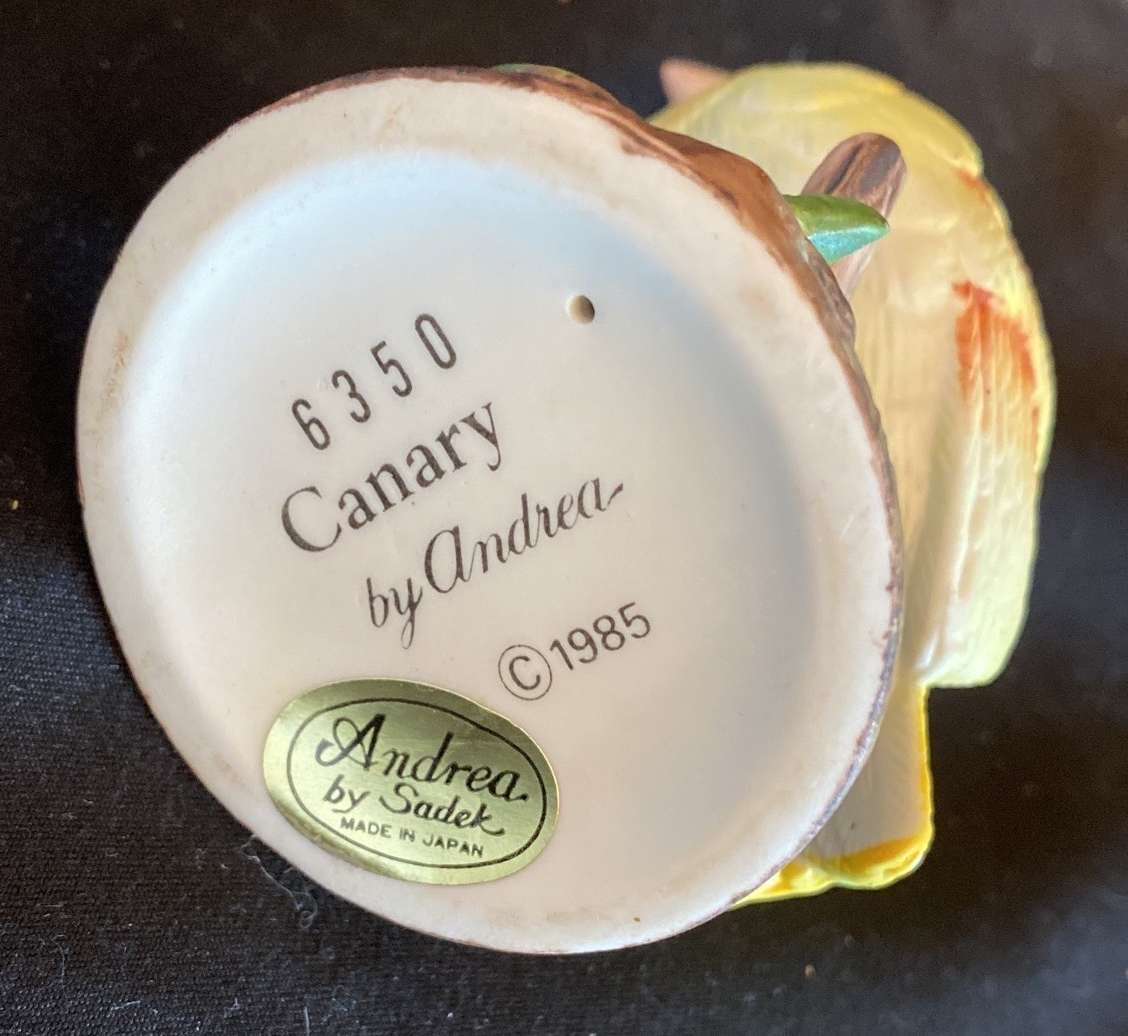 6350
Canary
by Andrea
©1985
Andrea
by Sadek
MADE IN JAPAN